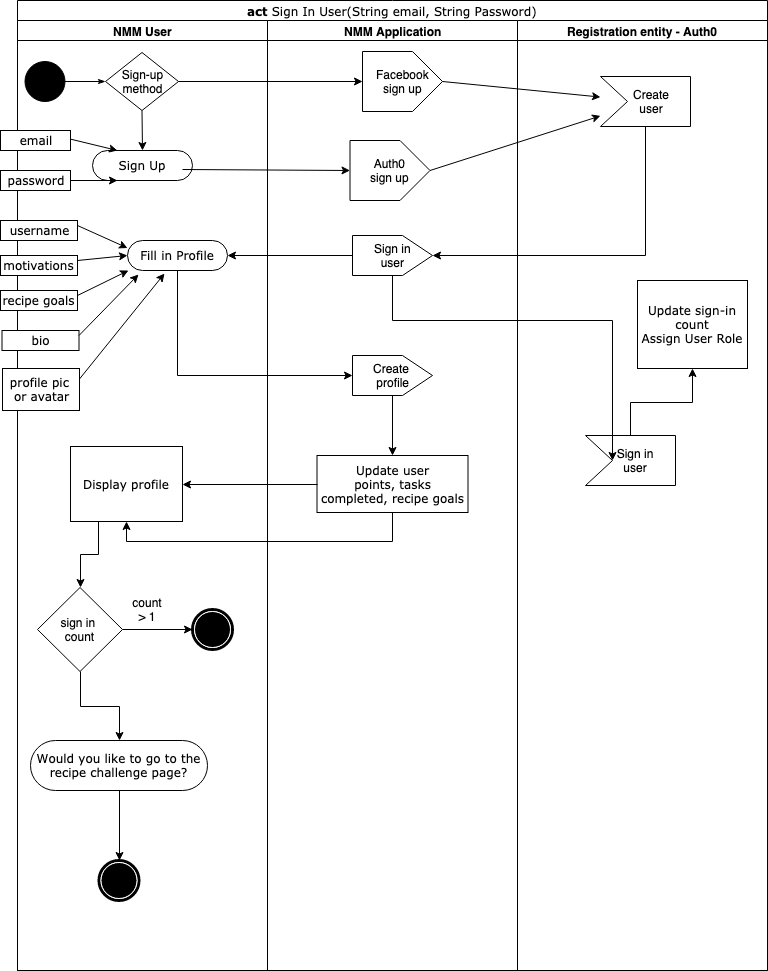 act Sign In User(String email, String Password)
NMM User
NMM Application
Registration entity - Auth0
Sign-up
method
Facebook
sign up
Create
user
email
Sign Up
password
Auth0
sign up
username
motivations
recipe goals
bio
profile pic
or avatar
Fill in Profile
Sign in
user
Update sign-in
count
Assign User Role
Create
profile
Sign in
user
Display profile
Update user
points, tasks
completed, recipe goals
sign in
count
count
> 1
Would you like to go to the
recipe challenge page?